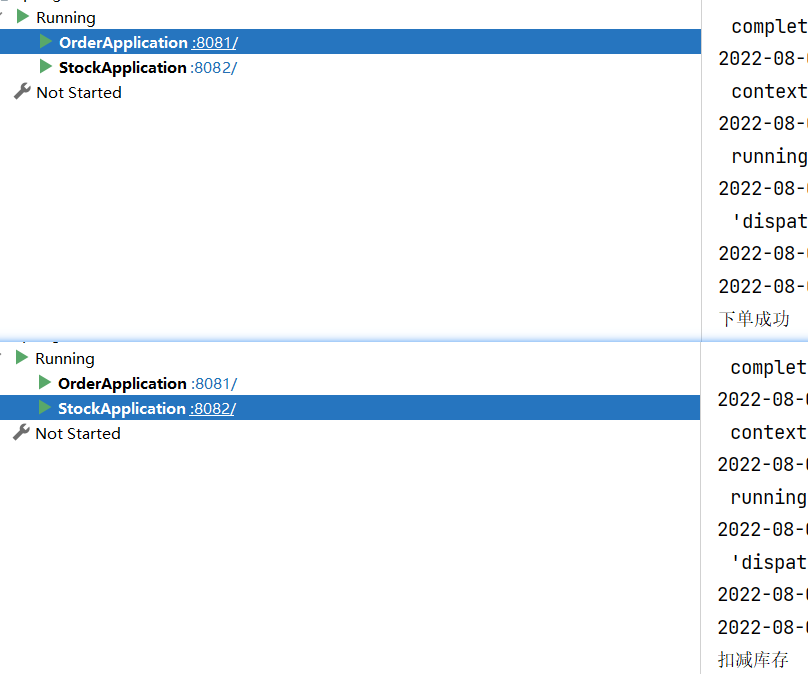 Running
OrderApplication :8081/
StockApplication :8082/
Not Started
complet
2022-08-
context
2022-08-
running
2022-08-
'dispat
2022-08-
2022-08-
下单成功
Running
OrderApplication :8081/
StockApplication :8082/
Not Started
complet
2022-08-
context
2022-08-
running
2022-08-
'dispat
2022-08-
2022-08-
扣减库存